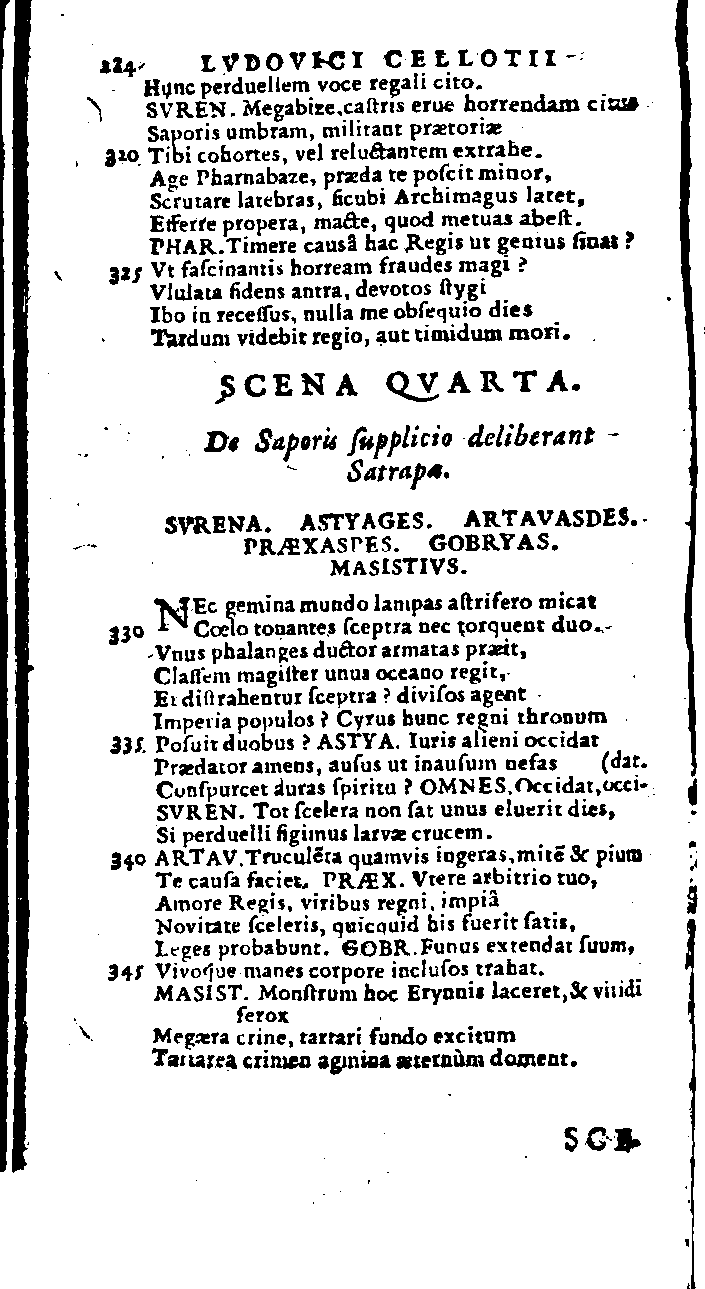 224 LVDOVICI CELLOTII
Hunc perduellem voce regali cito.
SVREN. Megabize, caſtris erue horrendam citus
Saporis umbram, militant prætoriæ
320 Tibi cohortes, vel reluctantem extrahe.
Age Pharnabaze, præda te poſcit minor,
Scrutare latebras, ſicubi Archimagus latet,
Efferre propera, macte, quod metuas abeſt.
PHAR. Timere causâ hac Regis ut gentus ſinat ?
325 Vt faſcinantis horream fraudes magi ?
Vlulata fidens antra, devotos ſtygi
Ibo in receſſus, nulla me obſequio dies
Tardum videbit regio, aut timidum mori.
SCENA QVARTA.
De Saporis ſupplicio deliberant
Satrapæ.
SVRENA. ASTYAGES. ARTAVASDES.
PRÆXASPES. GOBRYAS.
MASISTIVS.
NEc gemina mundo lampas aſtrifero micat
330 Cœlo tonantes ſceptra nec torquent duo.
Vnus phalanges ductor armatas præit,
Claſſem magiſter unus oceano regit,
Et diſtrahentur ſceptra ? diviſos agent
Imperia populos ? Cyrus hunc regni thronum
335 Poſuit duobus ? ASTYA. Iuris alieni occidat
Prædator amens, auſus ut inauſum nefas (dat.
Conſpurcet auras ſpiritu ? OMNES. Occidat, occi-
SVREN. Tot ſcelera non ſat unus eluerit dies,
Si perduelli figimus larvæ crucem.
340 ARTAV. Truculẽta quamvis ingeras, mitẽ & pium
Te cauſa faciet. PRÆX. Vtere arbitrio tuo,
Amore Regis, viribus regni, impiâ
Novitate ſceleris, quicquid his fuerit ſatis,
Leges probabunt. GOBR. Funus extendat ſuum,
345 Vivoque manes corpore incluſos trahat.
MASIST. Monſtrum hoc Erynnis laceret, & viridi
ferox
Megæra crine, tartari fundo excitum
Tartarea crimen agmina æternùm doment.
SCE-